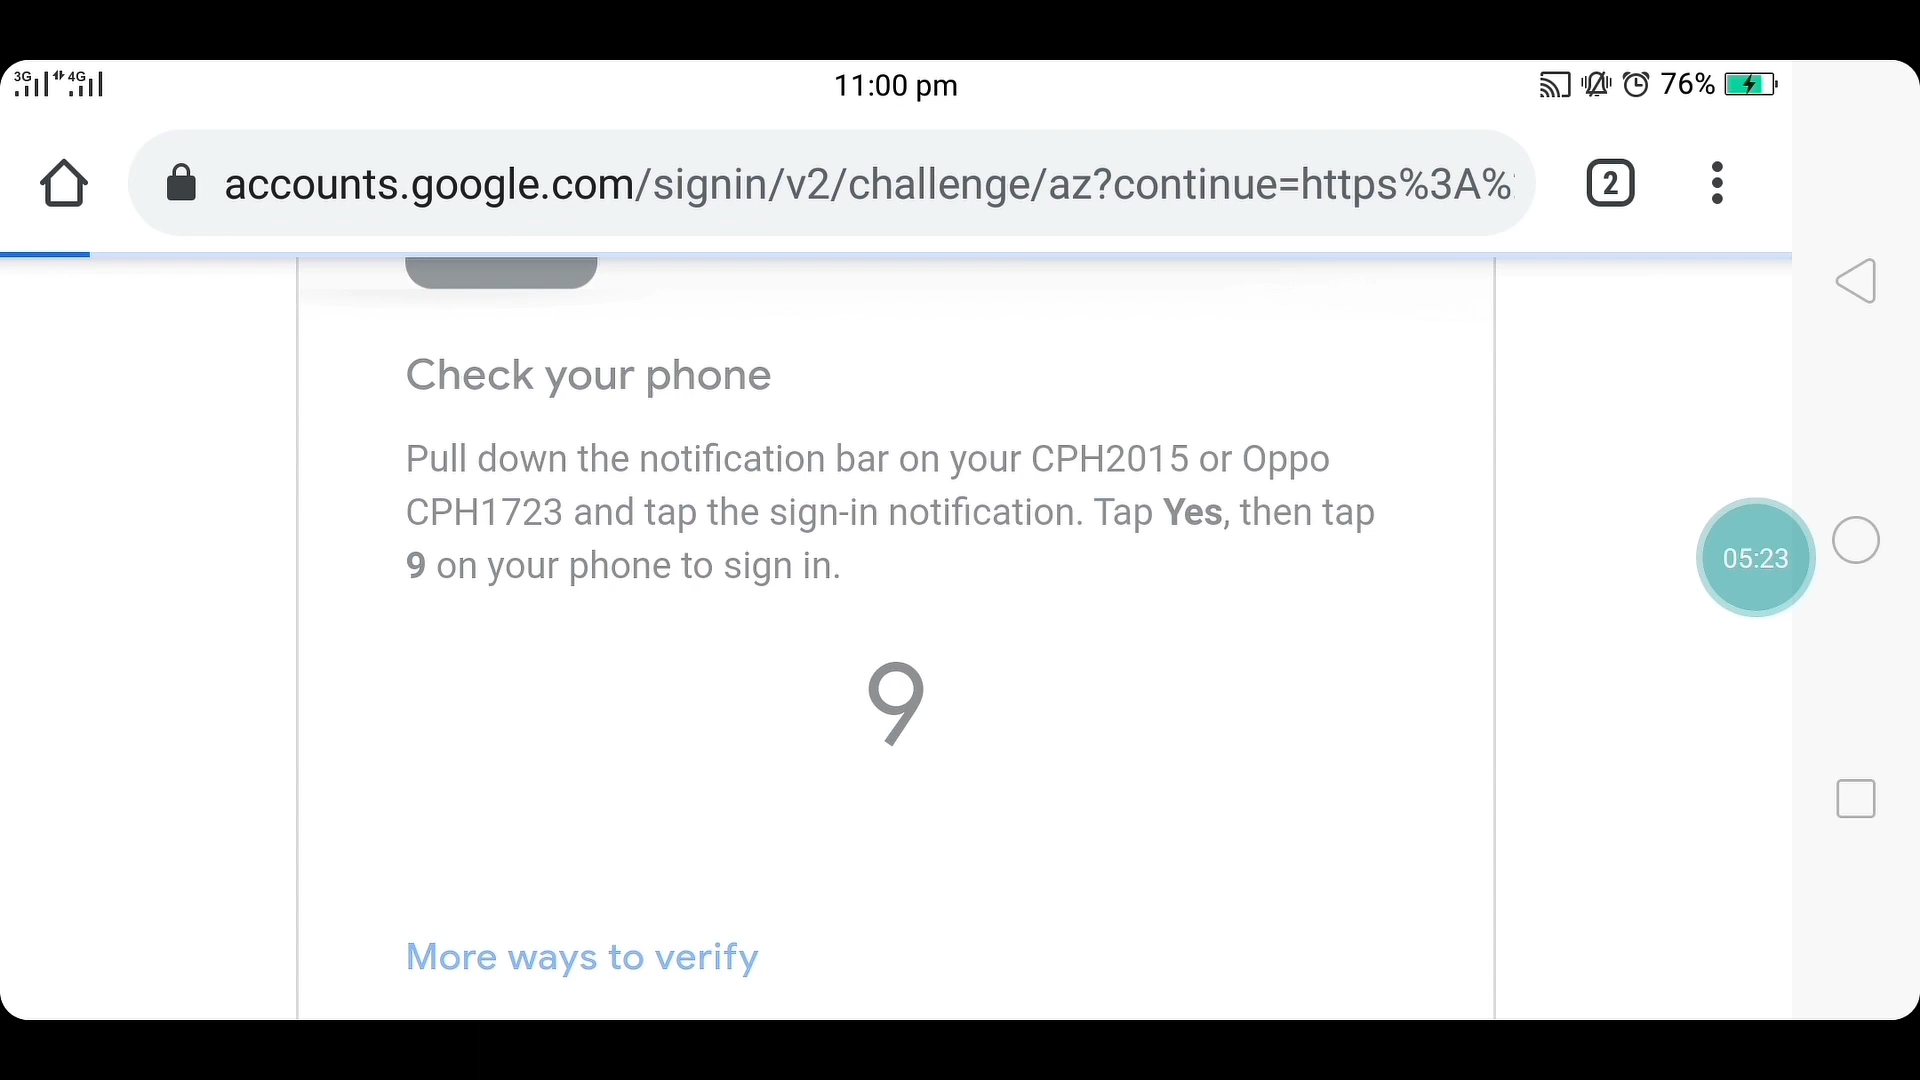 3G 4G 11:00 pm 76%
accounts.google.com/signin/v2/challenge/az?continue=https%3A%
2
Check your phone
Pull down the notification bar on your CPH2015 or Oppo
CPH1723 and tap the sign-in notification. Tap Yes, then tap
9 on your phone to sign in.
05:23
9
More ways to verify